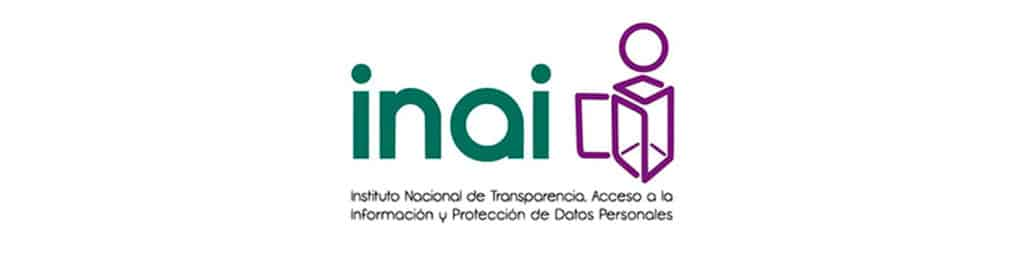 inai
Instituto Nacional de Transparencia, Acceso a la
Información y Protección de Datos Personales